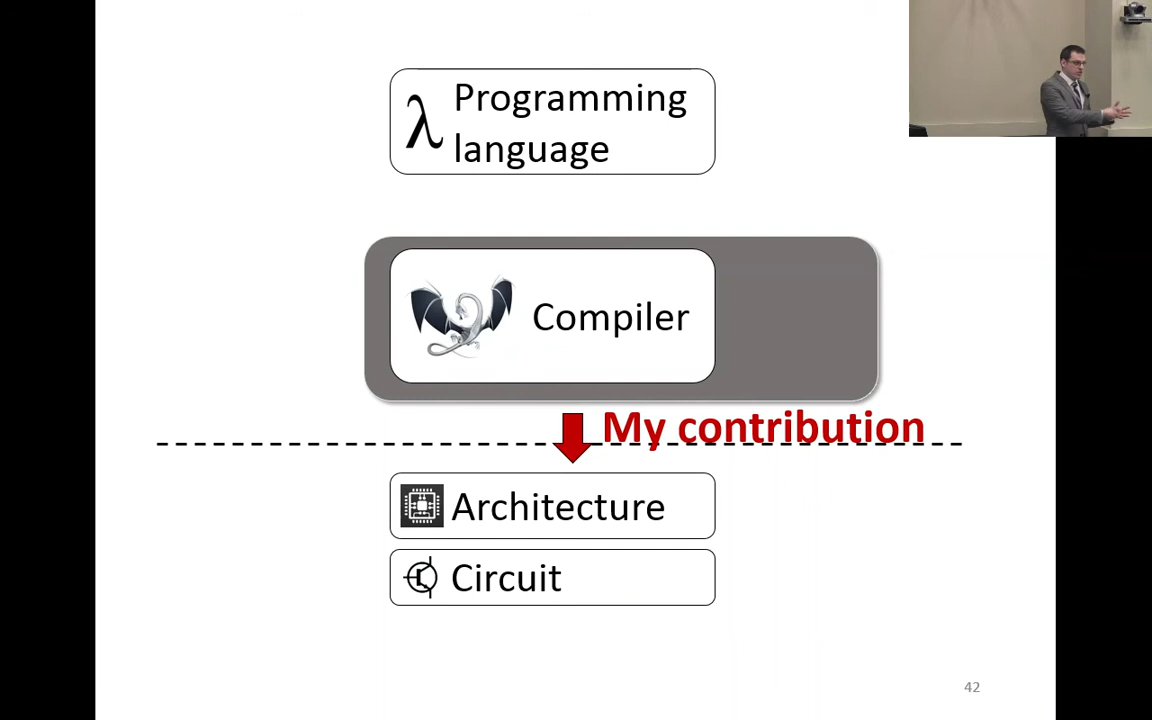 λ Programming
language
Compiler
My contribution
Architecture
Circuit
42